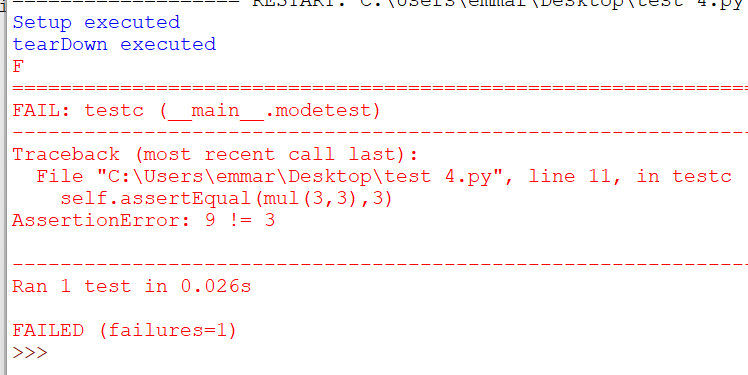 =================== RESTART: C:\Users\emmar\Desktop\test 4.py
Setup executed
tearDown executed
F
======================================================================
FAIL: testc (__main__.modetest)
----------------------------------------------------------------------
Traceback (most recent call last):
  File "C:\Users\emmar\Desktop\test 4.py", line 11, in testc
    self.assertEqual(mul(3,3),3)
AssertionError: 9 != 3

----------------------------------------------------------------------
Ran 1 test in 0.026s

FAILED (failures=1)
>>>